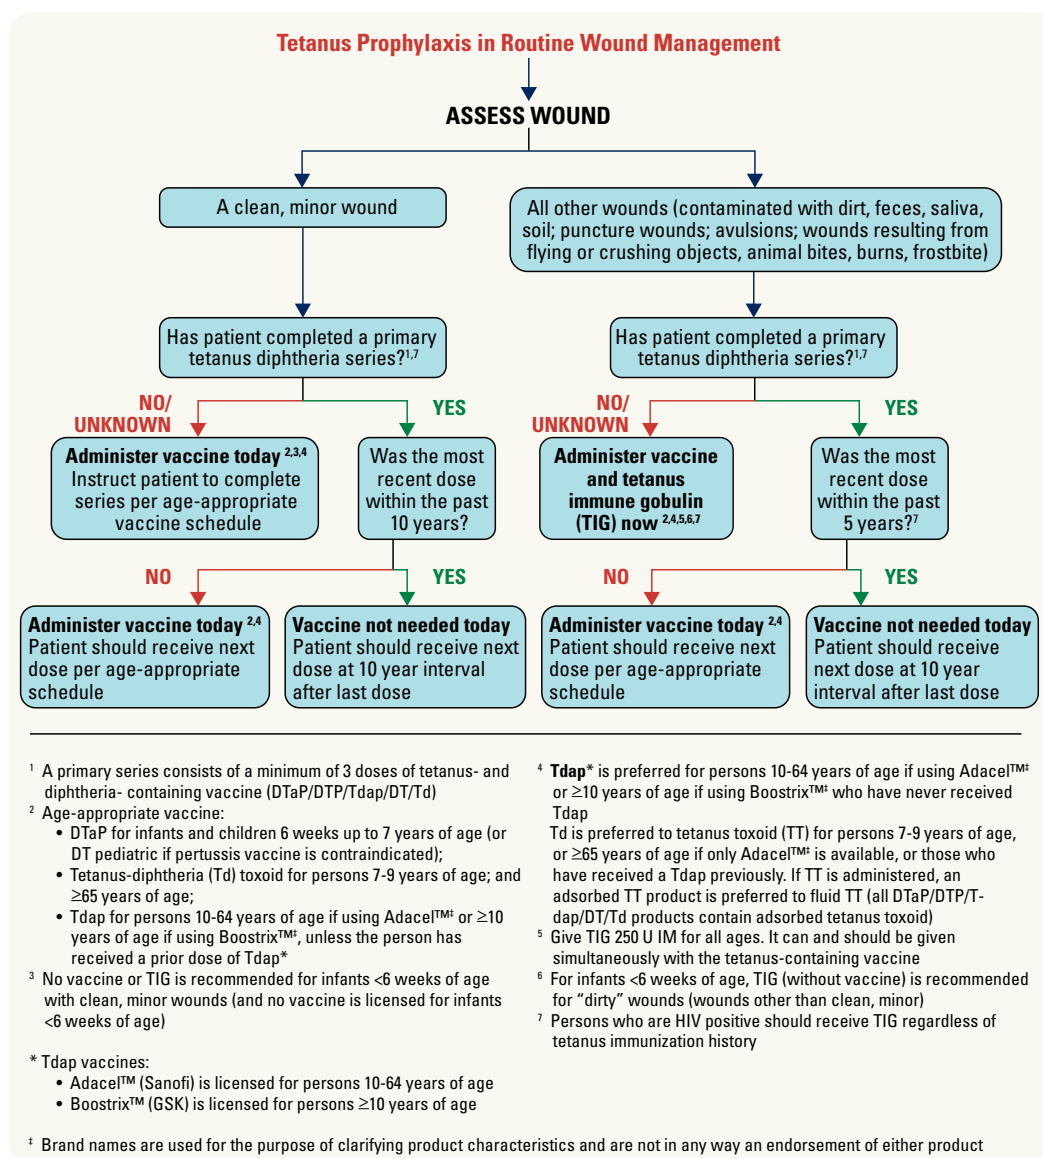 Tetanus Prophylaxis in Routine Wound Management
ASSESS WOUND
A clean, minor wound
All other wounds (contaminated with dirt, feces, saliva,
soil; puncture wounds; avulsions; wounds resulting from
flying or crushing objects, animal bites, burns, frostbite)
Has patient completed a primary
tetanus diphtheria series?1,7
Has patient completed a primary
tetanus diphtheria series?1,7
NO/
UNKNOWN
YES
NO/
UNKNOWN
YES
Administer vaccine today 2,3,4
Instruct patient to complete
series per age-appropriate
vaccine schedule
Was the most
recent dose
within the past
10 years?
Administer vaccine
and tetanus
immune gobulin
(TIG) now 2,4,5,6,7
Was the most
recent dose
within the past
5 years?7
NO
YES
NO
YES
Administer vaccine today 2,4
Patient should receive next
dose per age-appropriate
schedule
Vaccine not needed today
Patient should receive next
dose at 10 year interval
after last dose
Administer vaccine today 2,4
Patient should receive next
dose per age-appropriate
schedule
Vaccine not needed today
Patient should receive
next dose at 10 year
interval after last dose
1 A primary series consists of a minimum of 3 doses of tetanus- and
diphtheria- containing vaccine (DTaP/DTP/Tdap/DT/Td)
2 Age-appropriate vaccine:
• DTaP for infants and children 6 weeks up to 7 years of age (or
DT pediatric if pertussis vaccine is contraindicated);
• Tetanus-diphtheria (Td) toxoid for persons 7-9 years of age; and
≥65 years of age;
• Tdap for persons 10-64 years of age if using Adacel™‡ or ≥10
years of age if using Boostrix™‡, unless the person has
received a prior dose of Tdap*
3 No vaccine or TIG is recommended for infants <6 weeks of age
with clean, minor wounds (and no vaccine is licensed for infants
<6 weeks of age)
* Tdap vaccines:
• Adacel™ (Sanofi) is licensed for persons 10-64 years of age
• Boostrix™ (GSK) is licensed for persons ≥10 years of age
4 Tdap* is preferred for persons 10-64 years of age if using Adacel™‡
or ≥10 years of age if using Boostrix™‡ who have never received
Tdap
Td is preferred to tetanus toxoid (TT) for persons 7-9 years of age,
or ≥65 years of age if only Adacel™‡ is available, or those who
have received a Tdap previously. If TT is administered, an
adsorbed TT product is preferred to fluid TT (all DTaP/DTP/T-
dap/DT/Td products contain adsorbed tetanus toxoid)
5 Give TIG 250 U IM for all ages. It can and should be given
simultaneously with the tetanus-containing vaccine
6 For infants <6 weeks of age, TIG (without vaccine) is recommended
for “dirty” wounds (wounds other than clean, minor)
7 Persons who are HIV positive should receive TIG regardless of
tetanus immunization history
‡ Brand names are used for the purpose of clarifying product characteristics and are not in any way an endorsement of either product